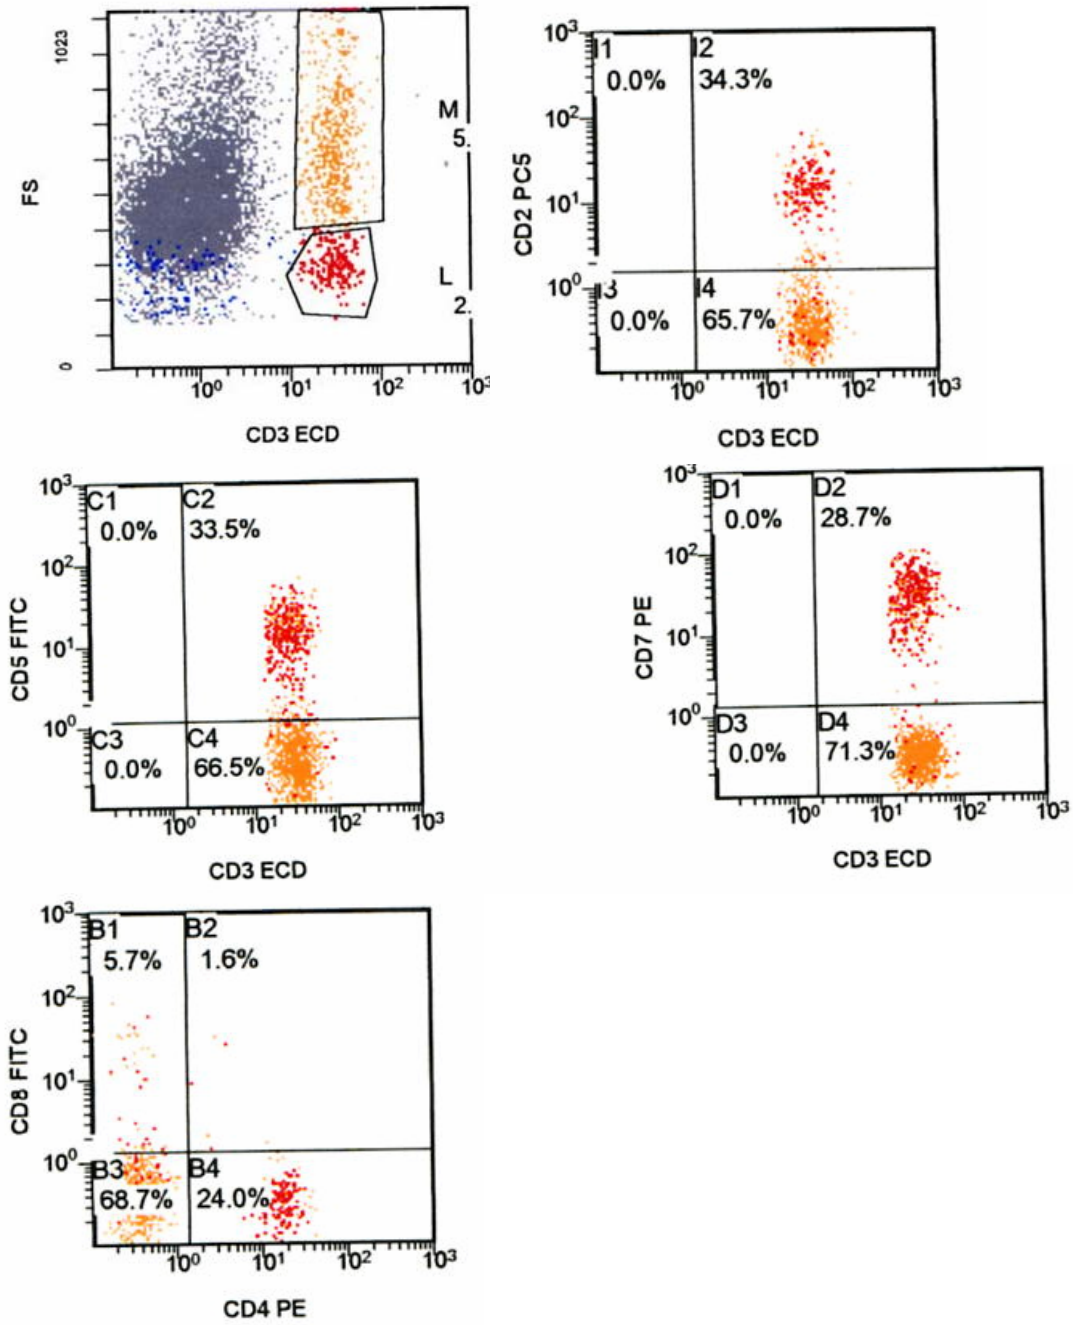 1023
FS
0
M
5.
L
2.
10⁰ 10¹ 10² 10³
CD3 ECD
10³
10²
10¹
10⁰
CD2 PC5
I1
0.0%
I2
34.3%
I3
0.0%
I4
65.7%
10⁰ 10¹ 10² 10³
CD3 ECD
10³
10²
10¹
10⁰
CD5 FITC
C1
0.0%
C2
33.5%
C3
0.0%
C4
66.5%
10⁰ 10¹ 10² 10³
CD3 ECD
10³
10²
10¹
10⁰
CD7 PE
D1
0.0%
D2
28.7%
D3
0.0%
D4
71.3%
10⁰ 10¹ 10² 10³
CD3 ECD
10³
10²
10¹
10⁰
CD8 FITC
B1
5.7%
B2
1.6%
B3
68.7%
B4
24.0%
10⁰ 10¹ 10² 10³
CD4 PE